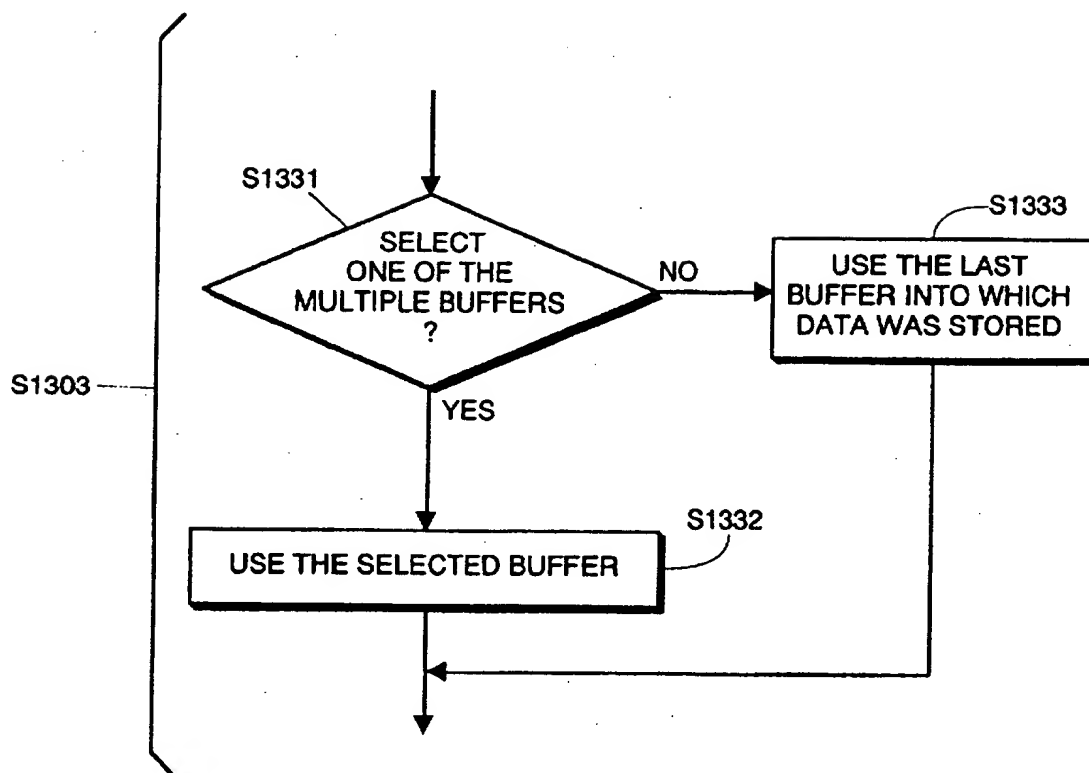 S1331
SELECT
ONE OF THE
MULTIPLE BUFFERS
?
NO
S1333
USE THE LAST
BUFFER INTO WHICH
DATA WAS STORED
S1303
YES
S1332
USE THE SELECTED BUFFER